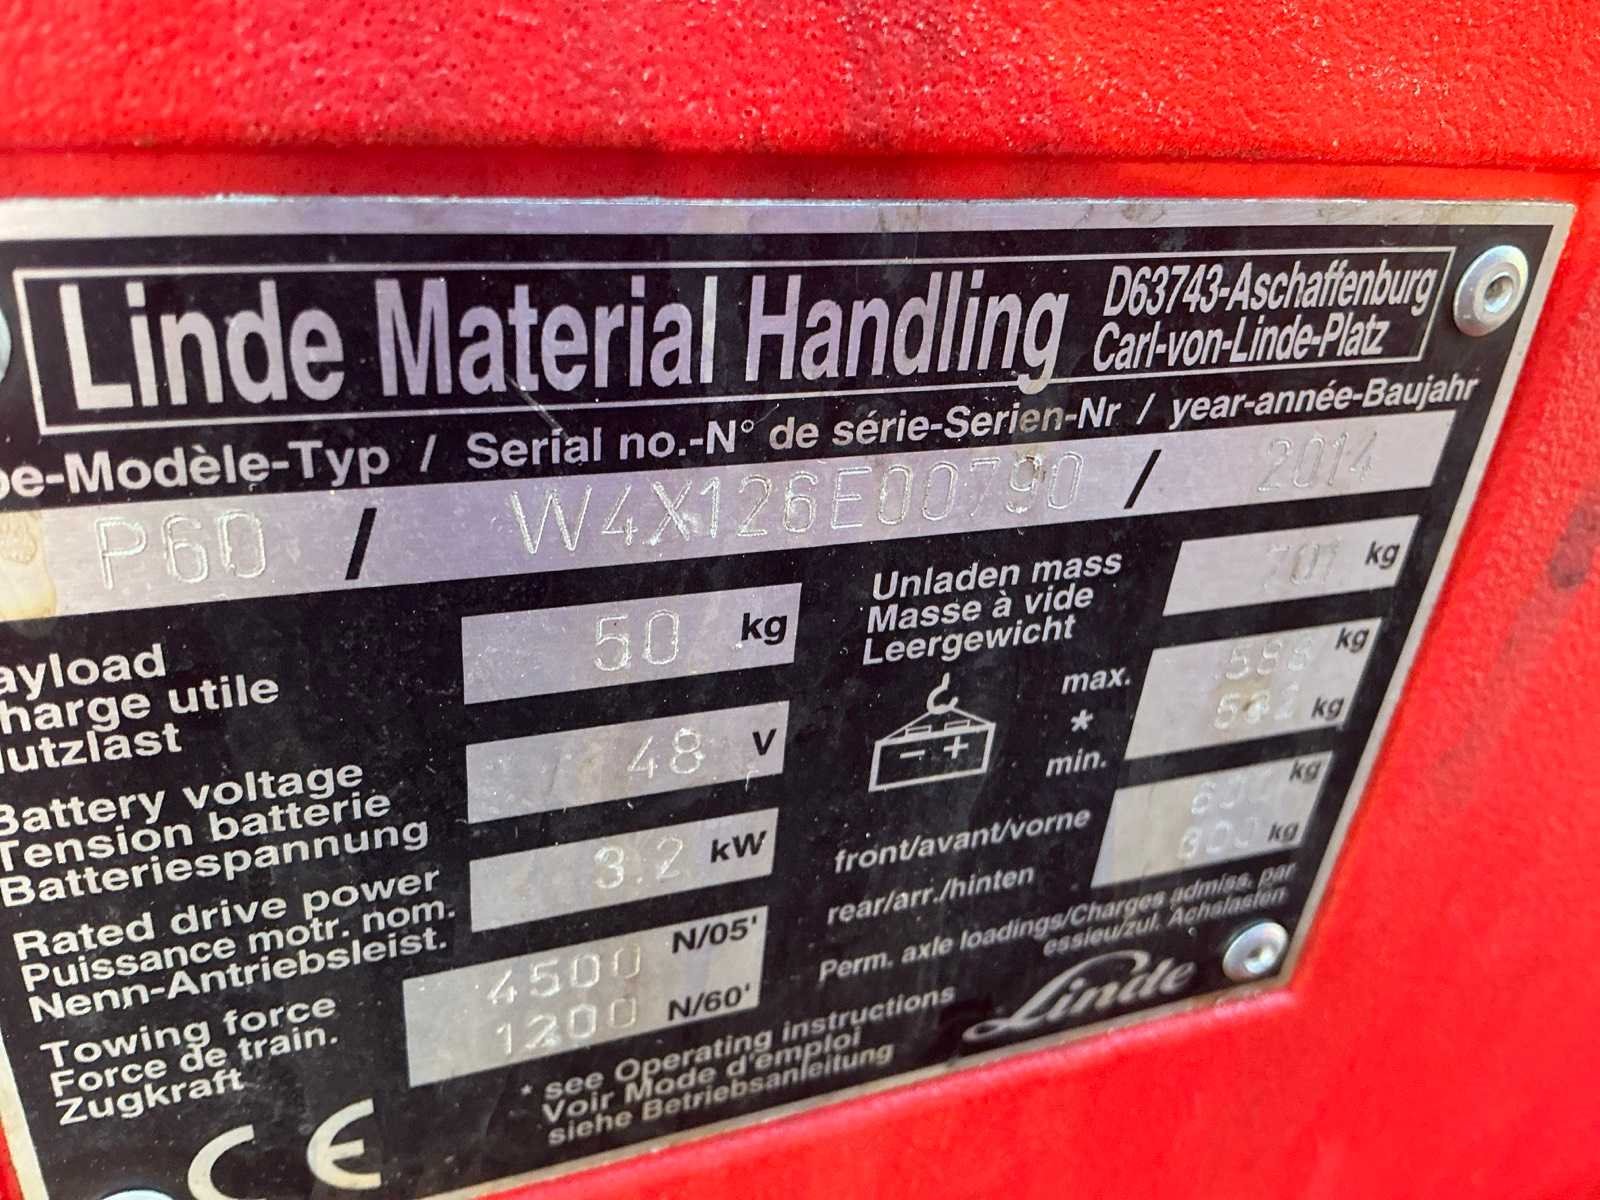 Linde Material Handling
D63743-Aschaffenburg
Carl-von-Linde-Platz
pe-Modèle-Typ / Serial no.-N° de série-Serien-Nr / year-année-Baujahr
P60 / W4X126E00790 / 2014
ayload
harge utile
lutzlast
50 kg
Battery voltage
Tension batterie
Batteriespannung
48 V
Rated drive power
Puissance motr. nom.
Nenn-Antriebsleist.
3.2 kW
Towing force
Force de train.
Zugkraft
4500 N/05'
1200 N/60'
Unladen mass
Masse à vide
Leergewicht
kg
max. kg
*
min. kg
- +
front/avant/vorne kg
rear/arr./hinten kg
Perm. axle loadings/Charges admiss. par
essieu/zul. Achslasten
* see Operating instructions
Voir Mode d'emploi
siehe Betriebsanleitung
Linde
CE